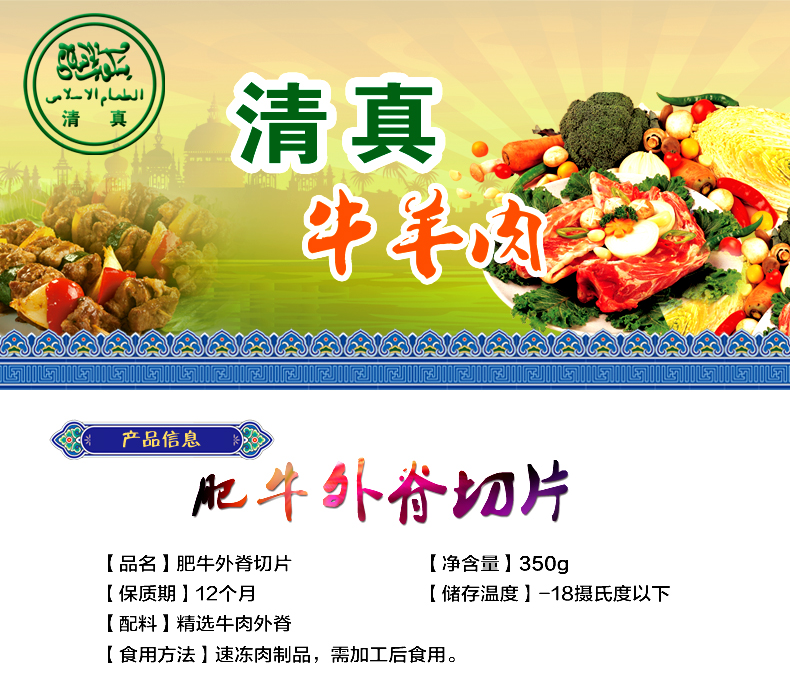 الطعام الاسلامى
清真
清真
牛羊肉
产品信息
肥牛外脊切片
【品名】肥牛外脊切片
【净含量】350g
【保质期】12个月
【储存温度】-18摄氏度以下
【配料】精选牛肉外脊
【食用方法】速冻肉制品，需加工后食用。